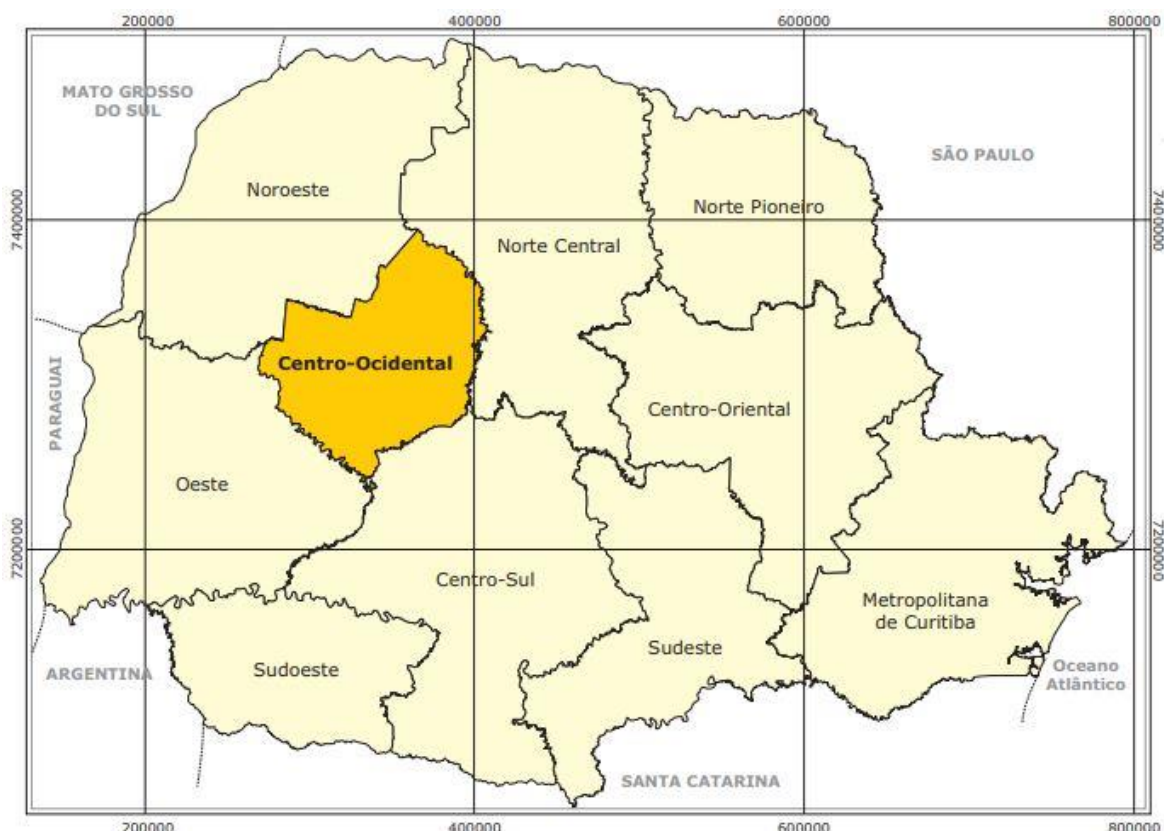 200000
400000
600000
800000
MATO GROSSO
DO SUL
SÃO PAULO
Noroeste
Norte Pioneiro
7400000
7400000
Norte Central
Centro-Ocidental
PARAGUAI
Centro-Oriental
Oeste
7200000
7200000
Centro-Sul
Metropolitana
de Curitiba
Sudeste
Sudoeste
ARGENTINA
Oceano
Atlântico
SANTA CATARINA
200000
400000
600000
800000